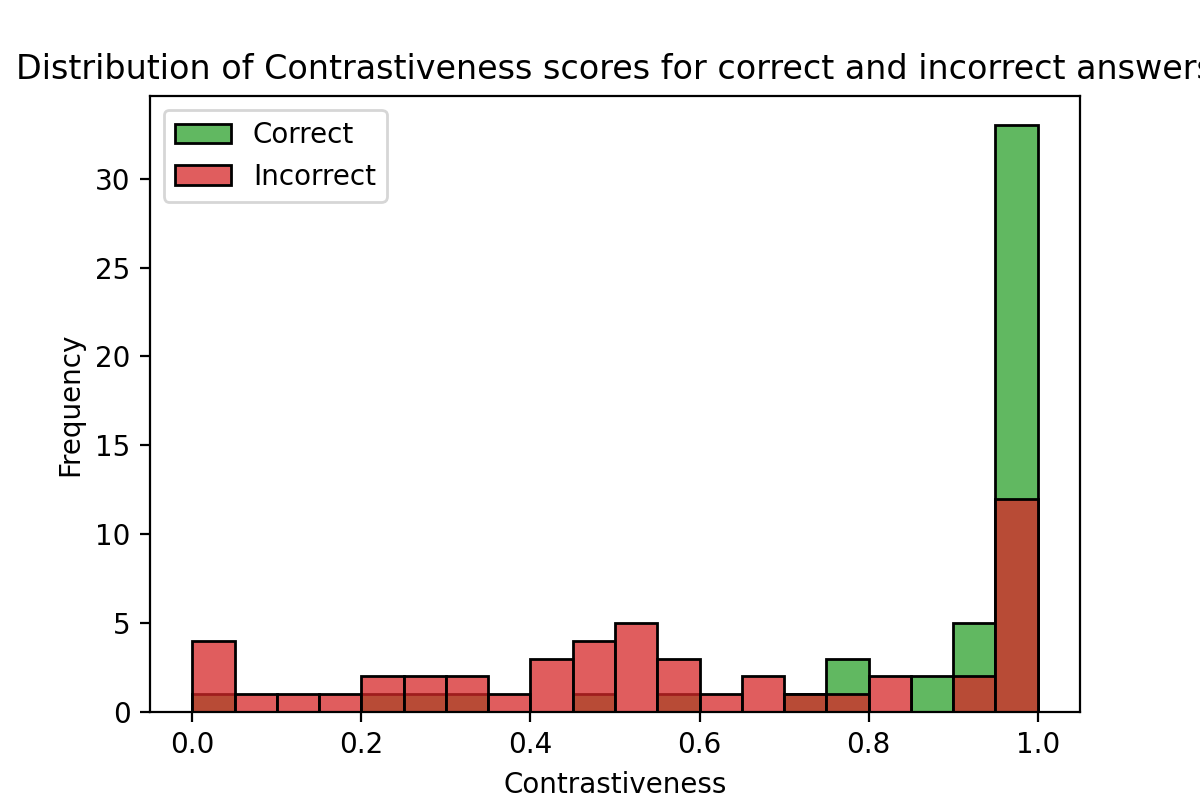 Distribution of Contrastiveness scores for correct and incorrect answers
Correct
Incorrect
Frequency
30
25
20
15
10
5
0
0.0 0.2 0.4 0.6 0.8 1.0
Contrastiveness